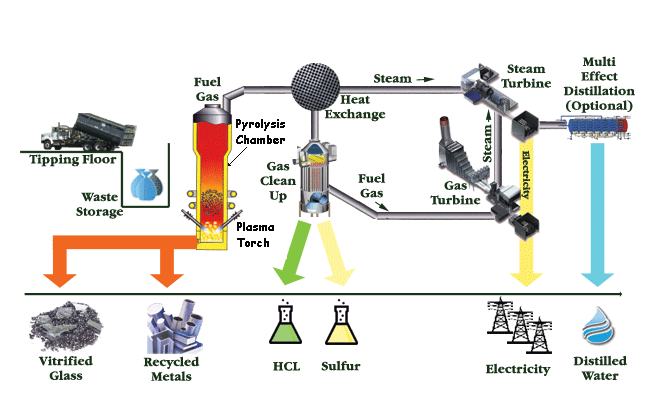 Fuel
Gas
Steam →
Steam
Turbine
Multi
Effect
Distillation
(Optional)
Heat
Exchange
Pyrolysis
Chamber
Tipping Floor
Waste
Storage
Gas
Clean
Up
Fuel
Gas
Steam →
Gas
Turbine
Electricity
Plasma
Torch
Vitrified
Glass
Recycled
Metals
HCL
Sulfur
Electricity
Distilled
Water